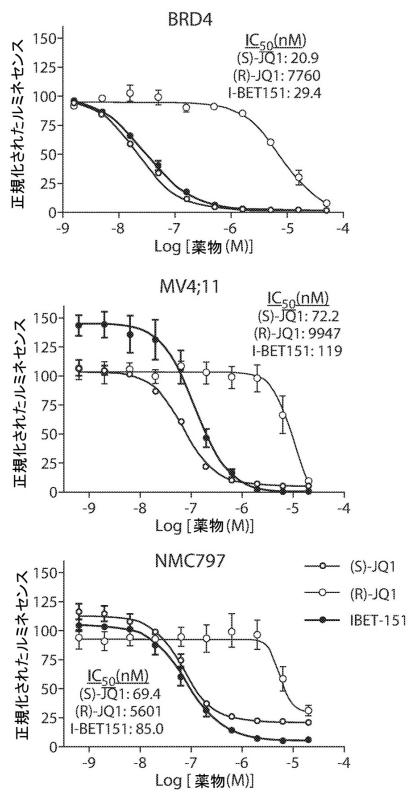 BRD4
IC50(nM)
(S)-JQ1: 20.9
(R)-JQ1: 7760
I-BET151: 29.4
正規化されたルミネセンス
150
125
100
75
50
25
0
-9 -8 -7 -6 -5 -4
Log [薬物(M)]
MV4;11
IC50(nM)
(S)-JQ1: 72.2
(R)-JQ1: 9947
I-BET151: 119
正規化されたルミネセンス
150
125
100
75
50
25
0
-9 -8 -7 -6 -5 -4
Log [薬物(M)]
NMC797
(S)-JQ1
(R)-JQ1
IBET-151
IC50(nM)
(S)-JQ1: 69.4
(R)-JQ1: 5601
I-BET151: 85.0
正規化されたルミネセンス
150
125
100
75
50
25
0
-9 -8 -7 -6 -5 -4
Log [薬物(M)]